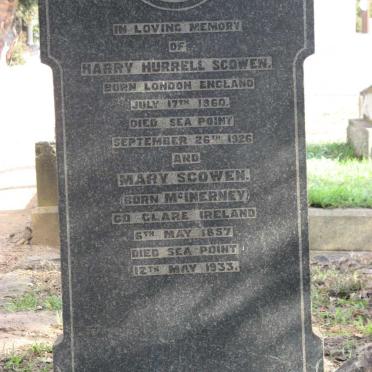 IN LOVING MEMORY
OF
HARRY HURRELL SCOWEN.
BORN LONDON ENGLAND
JULY 17TH 1860.
DIED SEA POINT
SEPTEMBER 26TH 1926
AND
MARY SCOWEN.
(BORN McINERNEY)
CO CLARE IRELAND
6TH MAY 1857.
DIED SEA POINT
12TH MAY 1933.